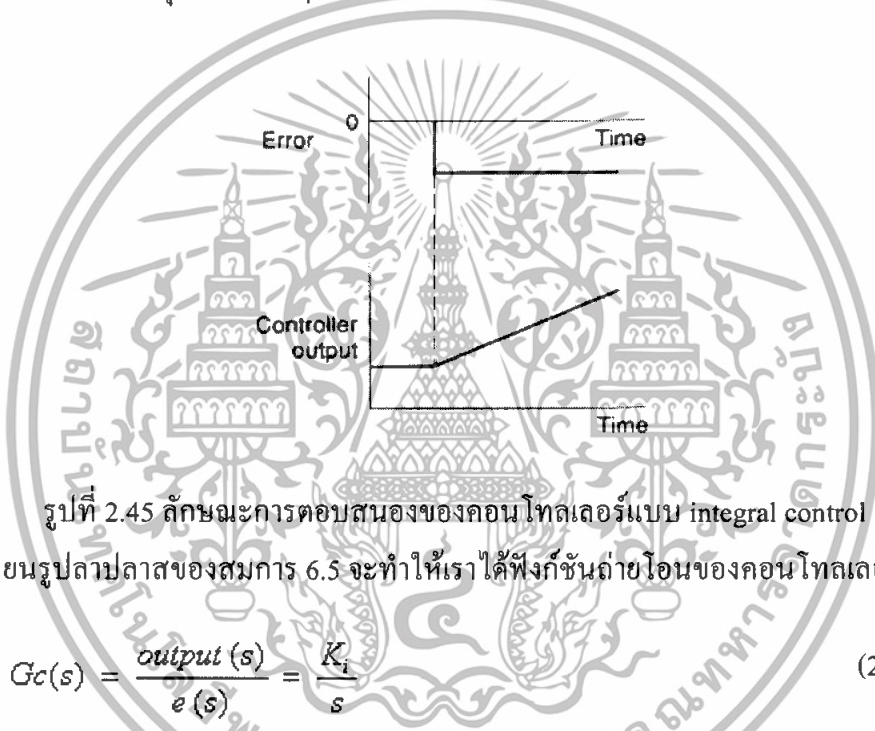 0
Error
Time
Controller
output
Time
รูปที่ 2.45 ลักษณะการตอบสนองของคอนโทลเลอร์แบบ integral control
ยนรูปลาปลาสของสมการ 6.5 จะทำให้เราได้ฟังก์ชันถ่ายโอนของคอนโทลเลอ
Gc(s) = output (s) / e (s) = K_i / s (2